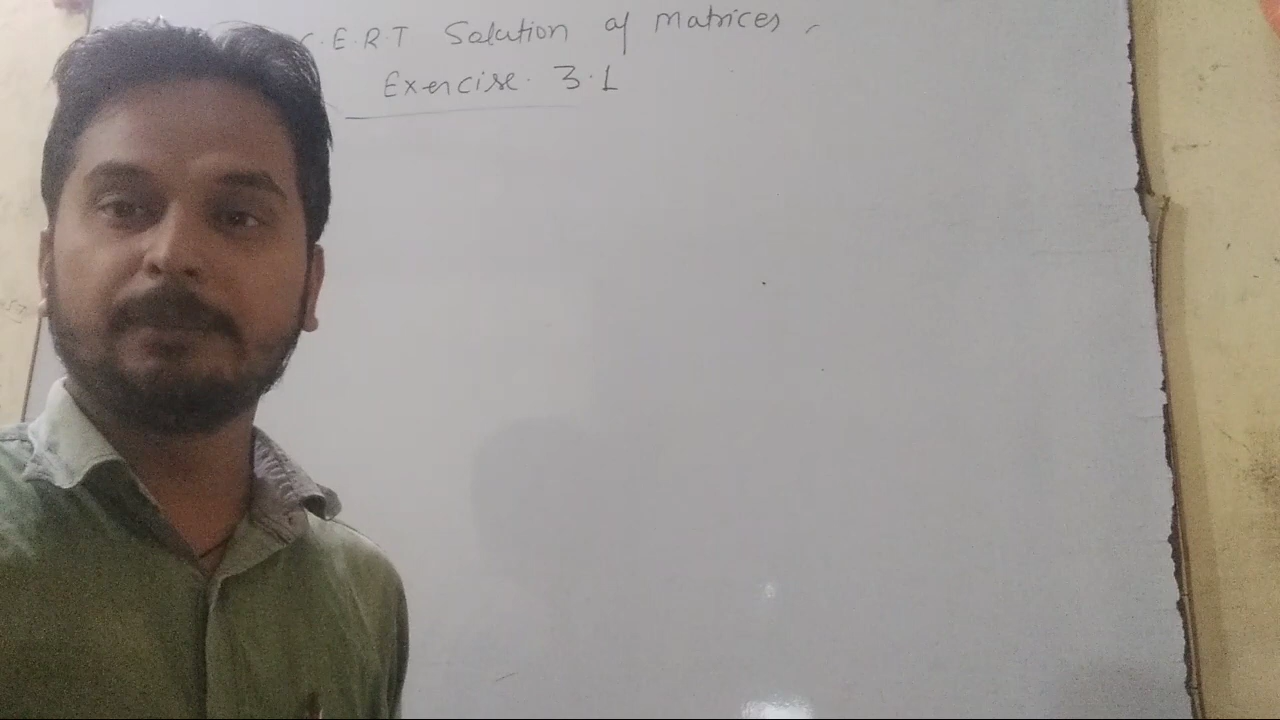 .E.R.T Solution of Matrices
Exercise 3.1